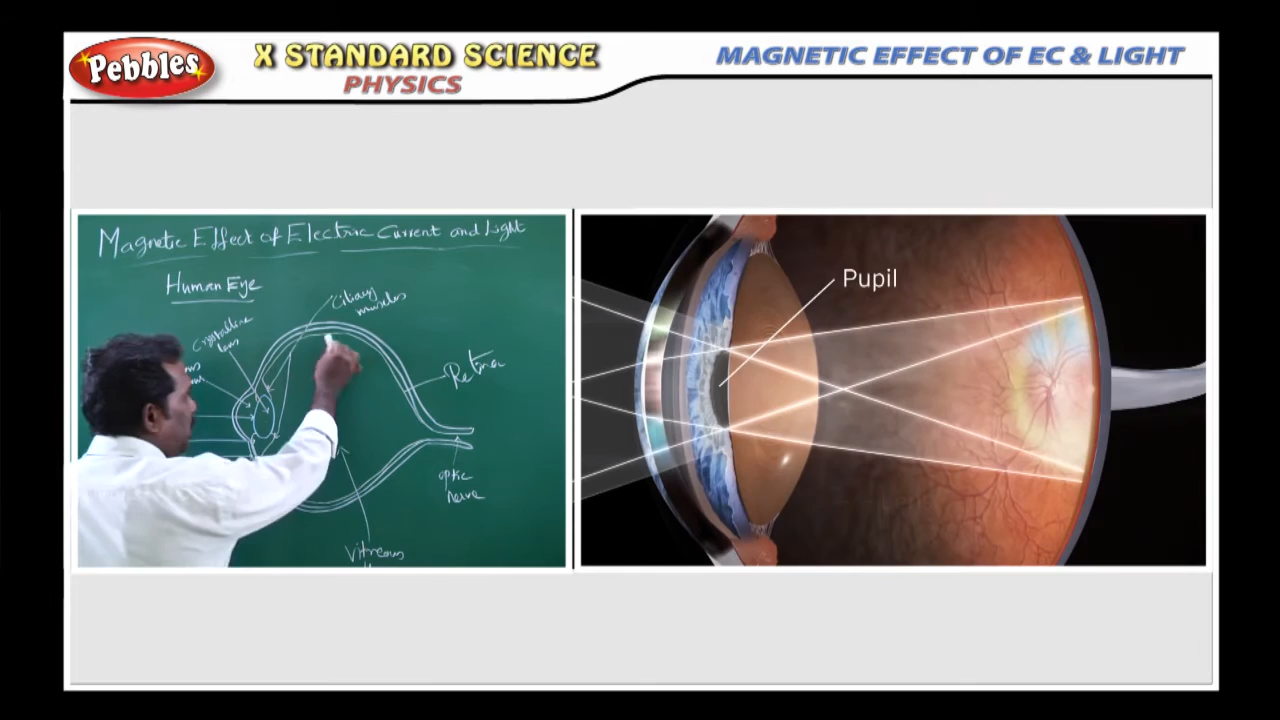 Pebbles
X STANDARD SCIENCE
PHYSICS
MAGNETIC EFFECT OF EC & LIGHT
Magnetic Effect of Electric Current and Light
Human Eye
Ciliary
muscles
Crystalline
lens
Retina
optic
nerve
Vitreous
Pupil